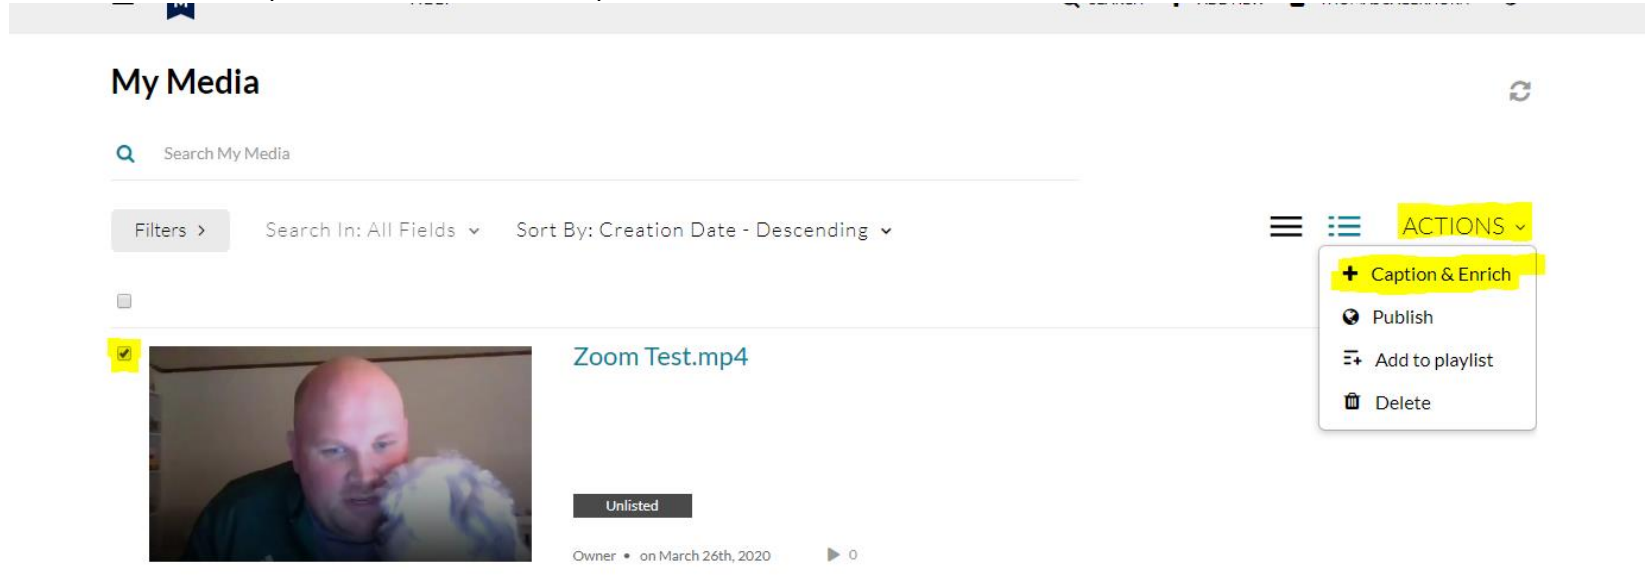 My Media
Search My Media
Filters >
Search In: All Fields
Sort By: Creation Date - Descending
ACTIONS
Caption & Enrich
Publish
Add to playlist
Delete
Zoom Test.mp4
Unlisted
Owner • on March 26th, 2020
0